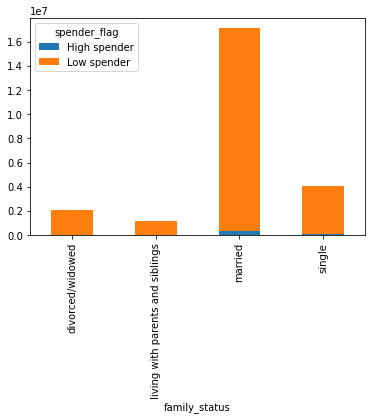 1e7
spender_flag
High spender
Low spender
1.6
1.4
1.2
1.0
0.8
0.6
0.4
0.2
0.0
divorced/widowed
living with parents and siblings
married
single
family_status